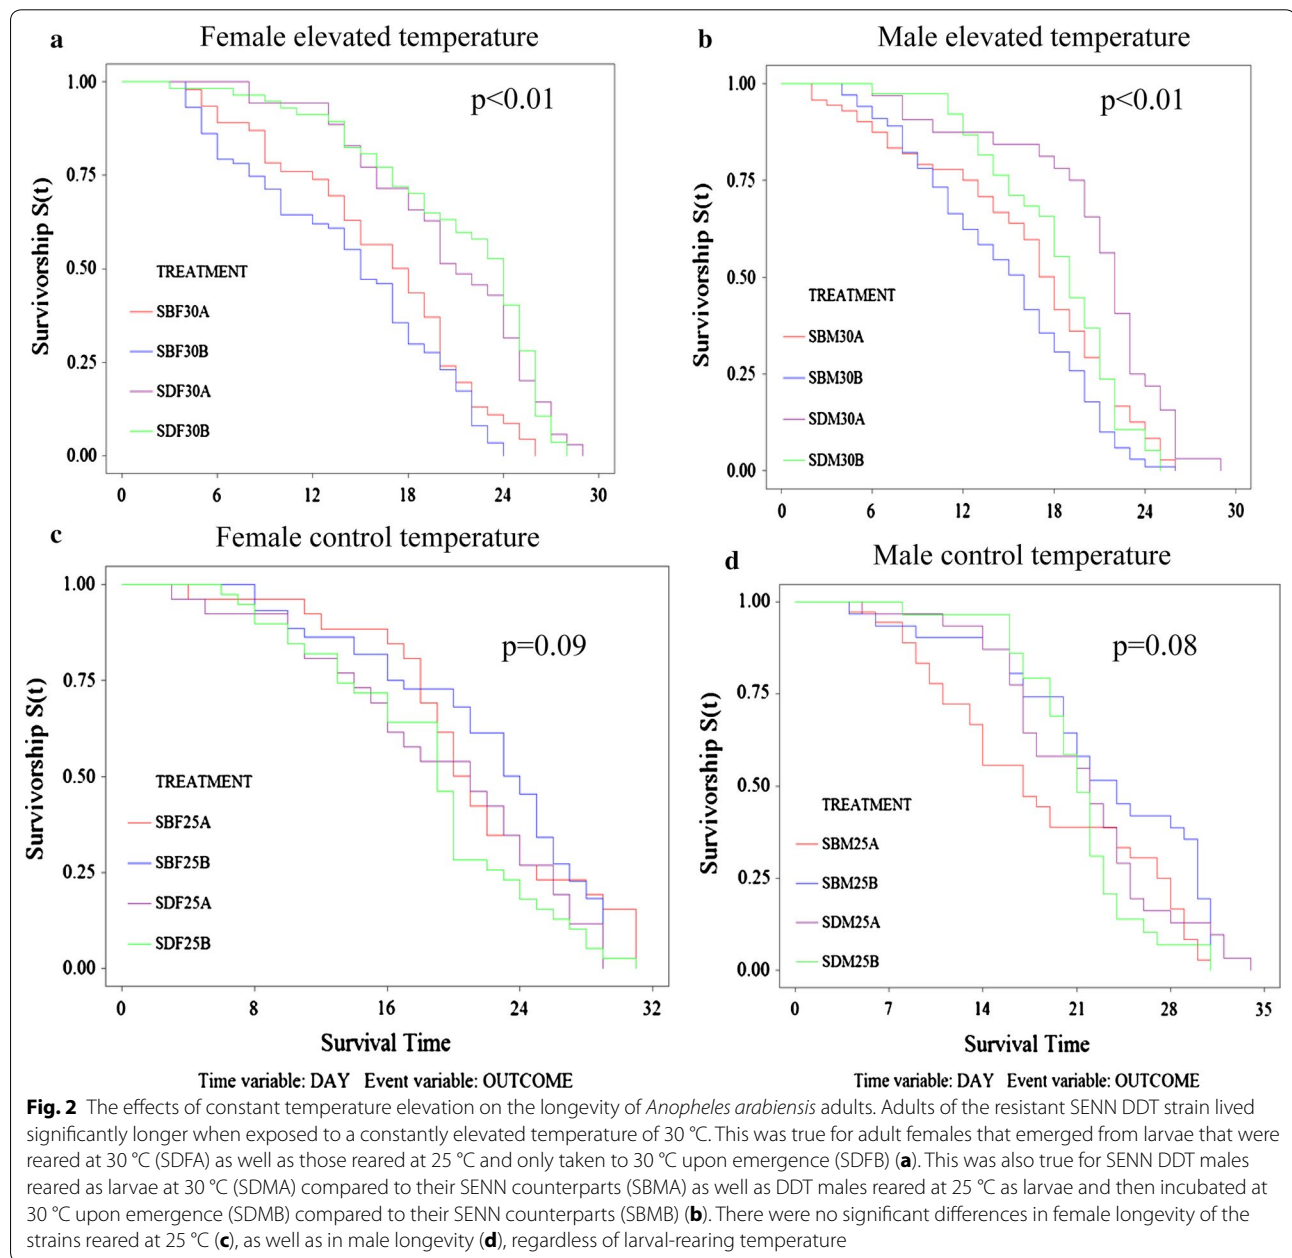 a
Female elevated temperature
p<0.01
1.00
0.75
0.50
0.25
0.00
Survivorship S(t)
TREATMENT
SBF30A
SBF30B
SDF30A
SDF30B
0 6 12 18 24 30
b
Male elevated temperature
p<0.01
1.00
0.75
0.50
0.25
0.00
Survivorship S(t)
TREATMENT
SBM30A
SBM30B
SDM30A
SDM30B
0 6 12 18 24 30
c
Female control temperature
p=0.09
1.00
0.75
0.50
0.25
0.00
Survivorship S(t)
TREATMENT
SBF25A
SBF25B
SDF25A
SDF25B
0 8 16 24 32
Survival Time
Time variable: DAY Event variable: OUTCOME
d
Male control temperature
p=0.08
1.00
0.75
0.50
0.25
0.00
Survivorship S(t)
TREATMENT
SBM25A
SBM25B
SDM25A
SDM25B
0 7 14 21 28 35
Survival Time
Time variable: DAY Event variable: OUTCOME
Fig. 2 The effects of constant temperature elevation on the longevity of Anopheles arabiensis adults. Adults of the resistant SENN DDT strain lived
significantly longer when exposed to a constantly elevated temperature of 30 °C. This was true for adult females that emerged from larvae that were
reared at 30 °C (SDFA) as well as those reared at 25 °C and only taken to 30 °C upon emergence (SDFB) (a). This was also true for SENN DDT males
reared as larvae at 30 °C (SDMA) compared to their SENN counterparts (SBMA) as well as DDT males reared at 25 °C as larvae and then incubated at
30 °C upon emergence (SDMB) compared to their SENN counterparts (SBMB) (b). There were no significant differences in female longevity of the
strains reared at 25 °C (c), as well as in male longevity (d), regardless of larval-rearing temperature